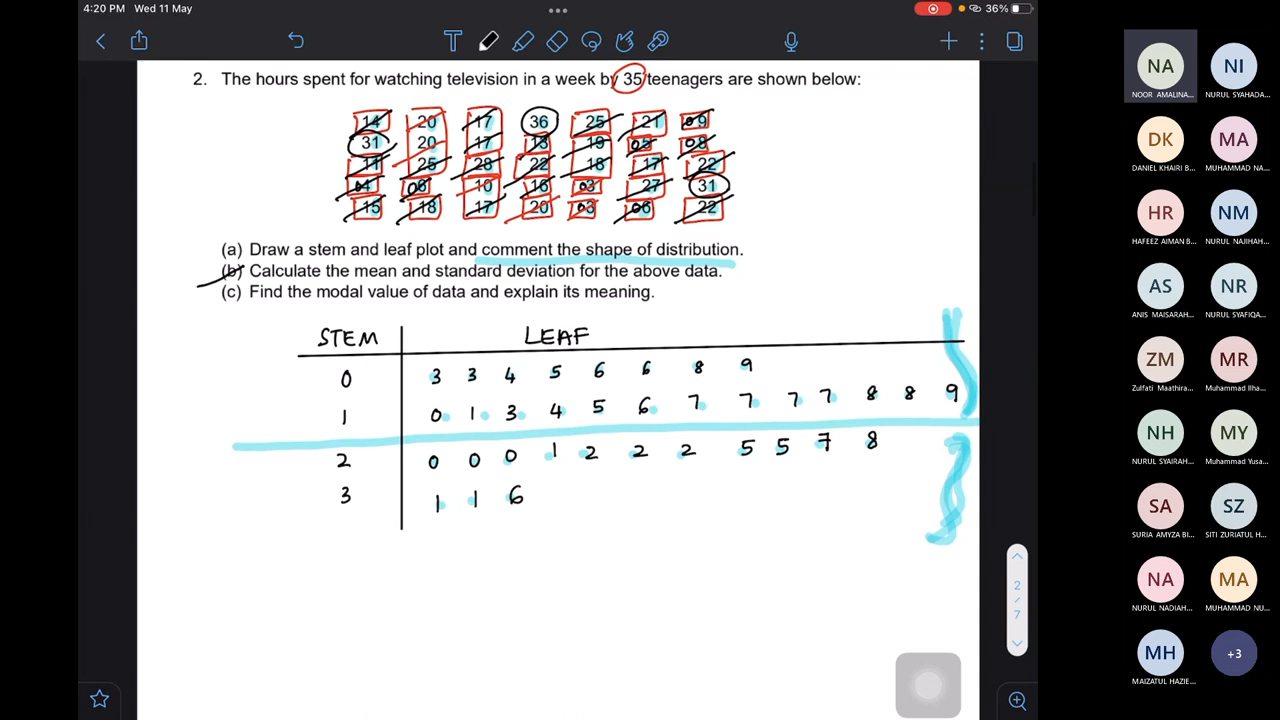 4:20 PM Wed 11 May
36%
2. The hours spent for watching television in a week by 35 teenagers are shown below:
14 20 17 36 25 21 09
31 20 17 13 19 05 08
11 25 28 22 18 17 22
04 06 10 16 03 27 31
15 18 17 20 03 06 22
(a) Draw a stem and leaf plot and comment the shape of distribution.
(b) Calculate the mean and standard deviation for the above data.
(c) Find the modal value of data and explain its meaning.
STEM LEAF
0 3 3 4 5 6 6 8 9
1 0 1 3 4 5 6 7 7 7 7 8 8 9
2 0 0 0 1 2 2 2 5 5 7 8
3 1 1 6
2
7
NA NI
NOOR AMALINA... NURUL SYAHADA...
DK MA
DANIEL KHAIRI B... MUHAMMAD NA...
HR NM
HAFEEZ AIMAN B... NURUL NAJIHAH...
AS NR
ANIS MAISARAH... NURUL SYAFIQA...
ZM MR
Zulfati Maathira... Muhammad Ilha...
NH MY
NURUL SYAIRAH... Muhammad Yusa...
SA SZ
SURIA AMYZA BI... SITI ZURIATUL H...
NA MA
NURUL NADIAH... MUHAMMAD NU...
MH +3
MAIZATUL HAZIE...